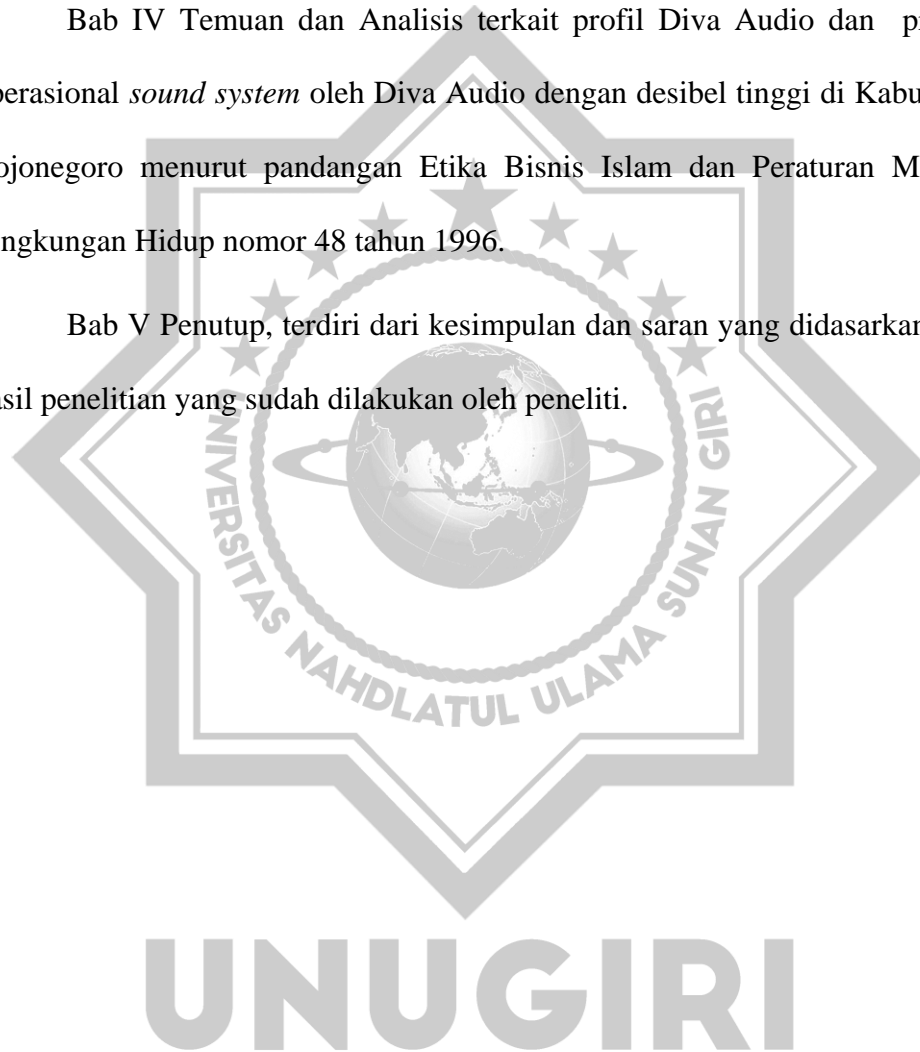 Bab IV Temuan dan Analisis terkait profil Diva Audio dan
perasional sound system oleh Diva Audio dengan desibel tinggi di Kabu
ojonegoro menurut pandangan Etika Bisnis Islam dan Peraturan M
ngkungan Hidup nomor 48 tahun 1996.
Bab V Penutup, terdiri dari kesimpulan dan saran yang didasarkan
asil penelitian yang sudah dilakukan oleh peneliti.
UNIVERSITAS NAHDLATUL ULAMA SUNAN GIRI
UNUGIRI